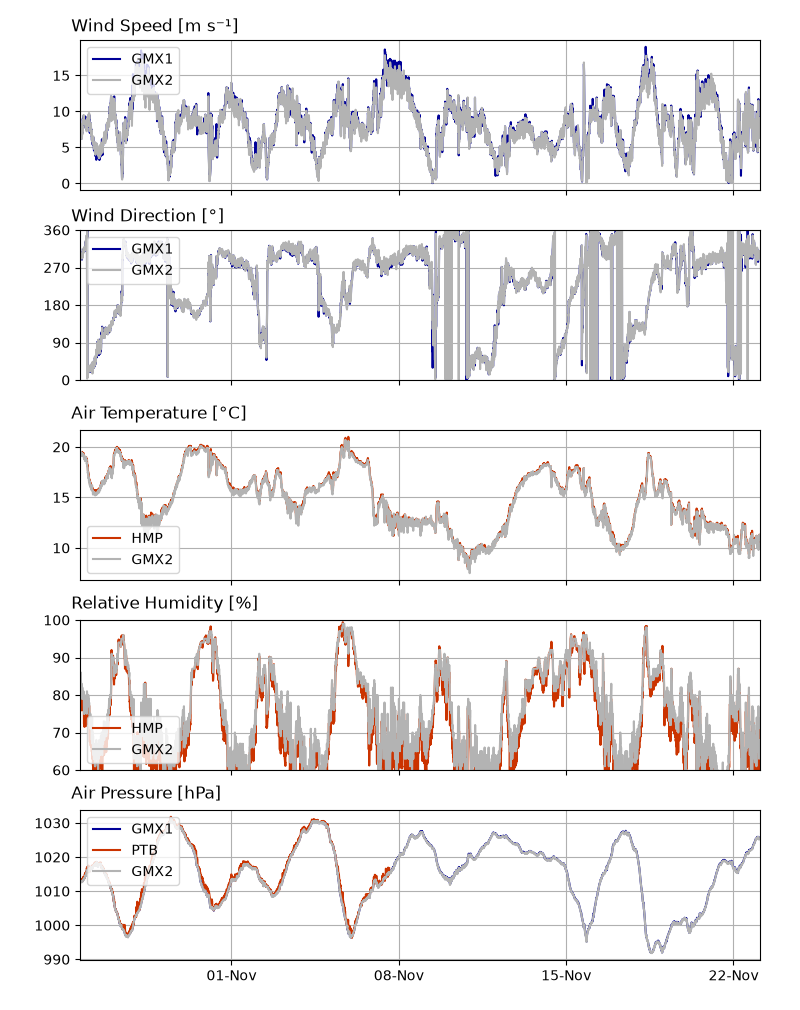 Wind Speed [m s⁻¹]
GMX1
GMX2
15
10
5
0
Wind Direction [°]
GMX1
GMX2
360
270
180
90
0
Air Temperature [°C]
20
15
10
HMP
GMX2
Relative Humidity [%]
100
90
80
70
60
HMP
GMX2
Air Pressure [hPa]
GMX1
PTB
GMX2
1030
1020
1010
1000
990
01-Nov 08-Nov 15-Nov 22-Nov